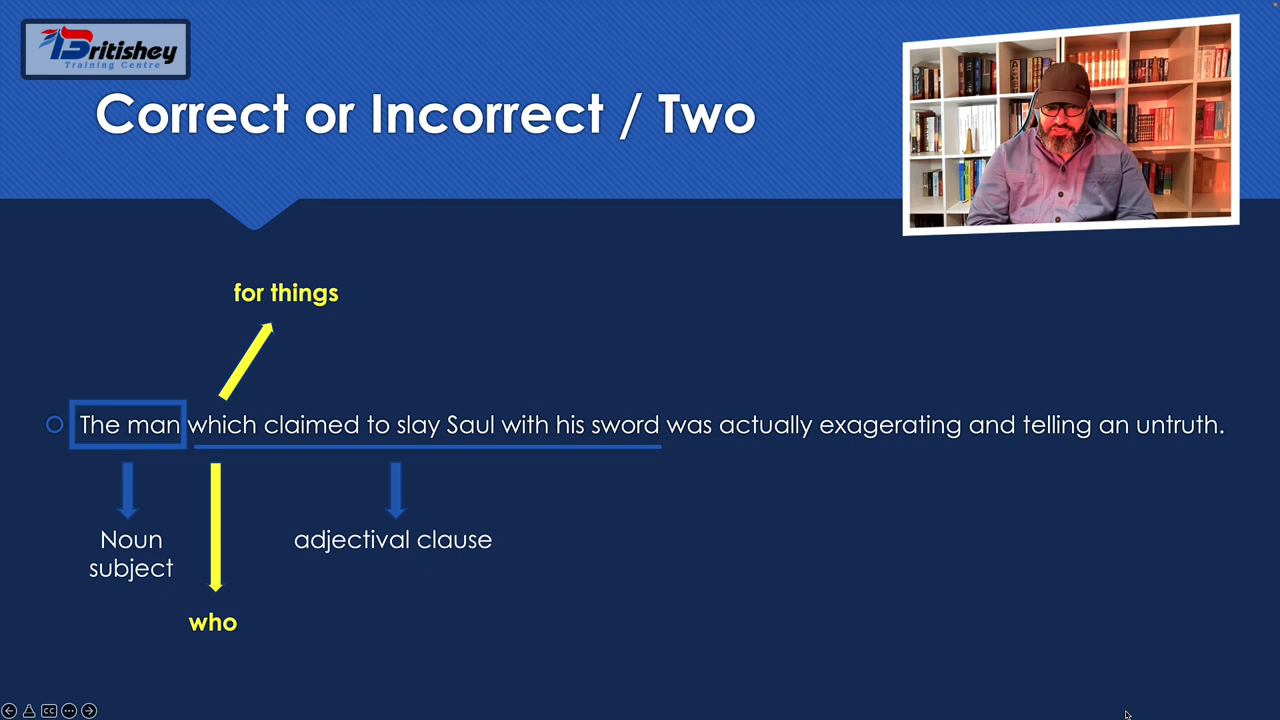 Britishey
Training Centre
Correct or Incorrect / Two
for things
The man which claimed to slay Saul with his sword was actually exagerating and telling an untruth.
Noun
subject
adjectival clause
who
CC